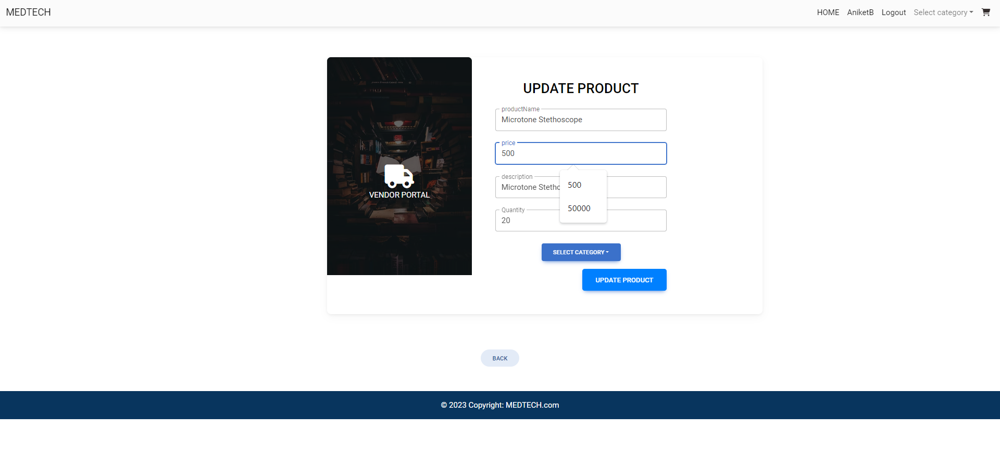 MEDTECH
HOME AniketB Logout Select category
UPDATE PRODUCT
productName
Microtone Stethoscope
price
500
500
50000
description
Microtone Stetho
Quantity
20
VENDOR PORTAL
SELECT CATEGORY
UPDATE PRODUCT
BACK
© 2023 Copyright: MEDTECH.com